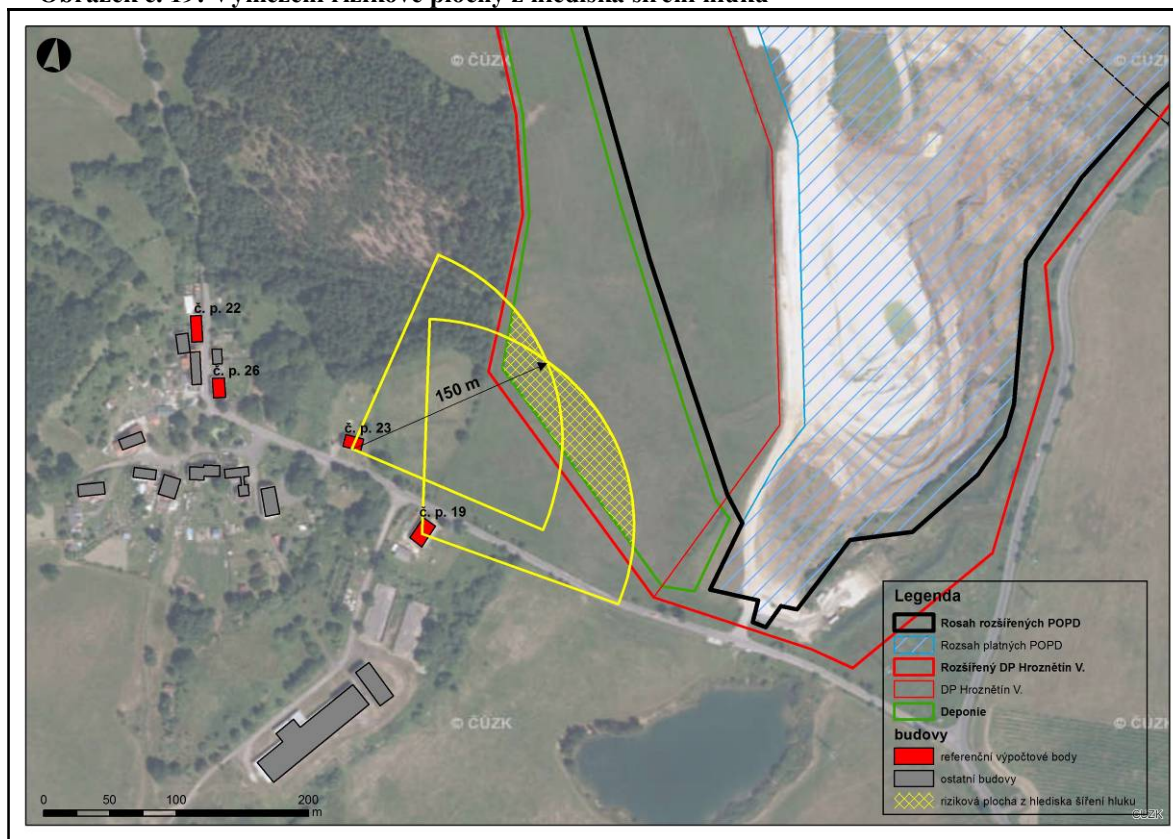 Obrázek č. 19: Vymezení rizikové plochy z hlediska šíření hluku
© ČÚZK
© ČÚZK
č. p. 22
č. p. 26
150 m
č. p. 23
č. p. 19
Legenda
Rosah rozšířených POPD
Rozsah platných POPD
Rozšířený DP Hroznětín V.
DP Hroznětín V.
Deponie
budovy
referenční výpočtové body
ostatní budovy
riziková plocha z hlediska šíření hluku
© ČÚZK
© ČÚZK
0 50 100 200
m
ČÚZK